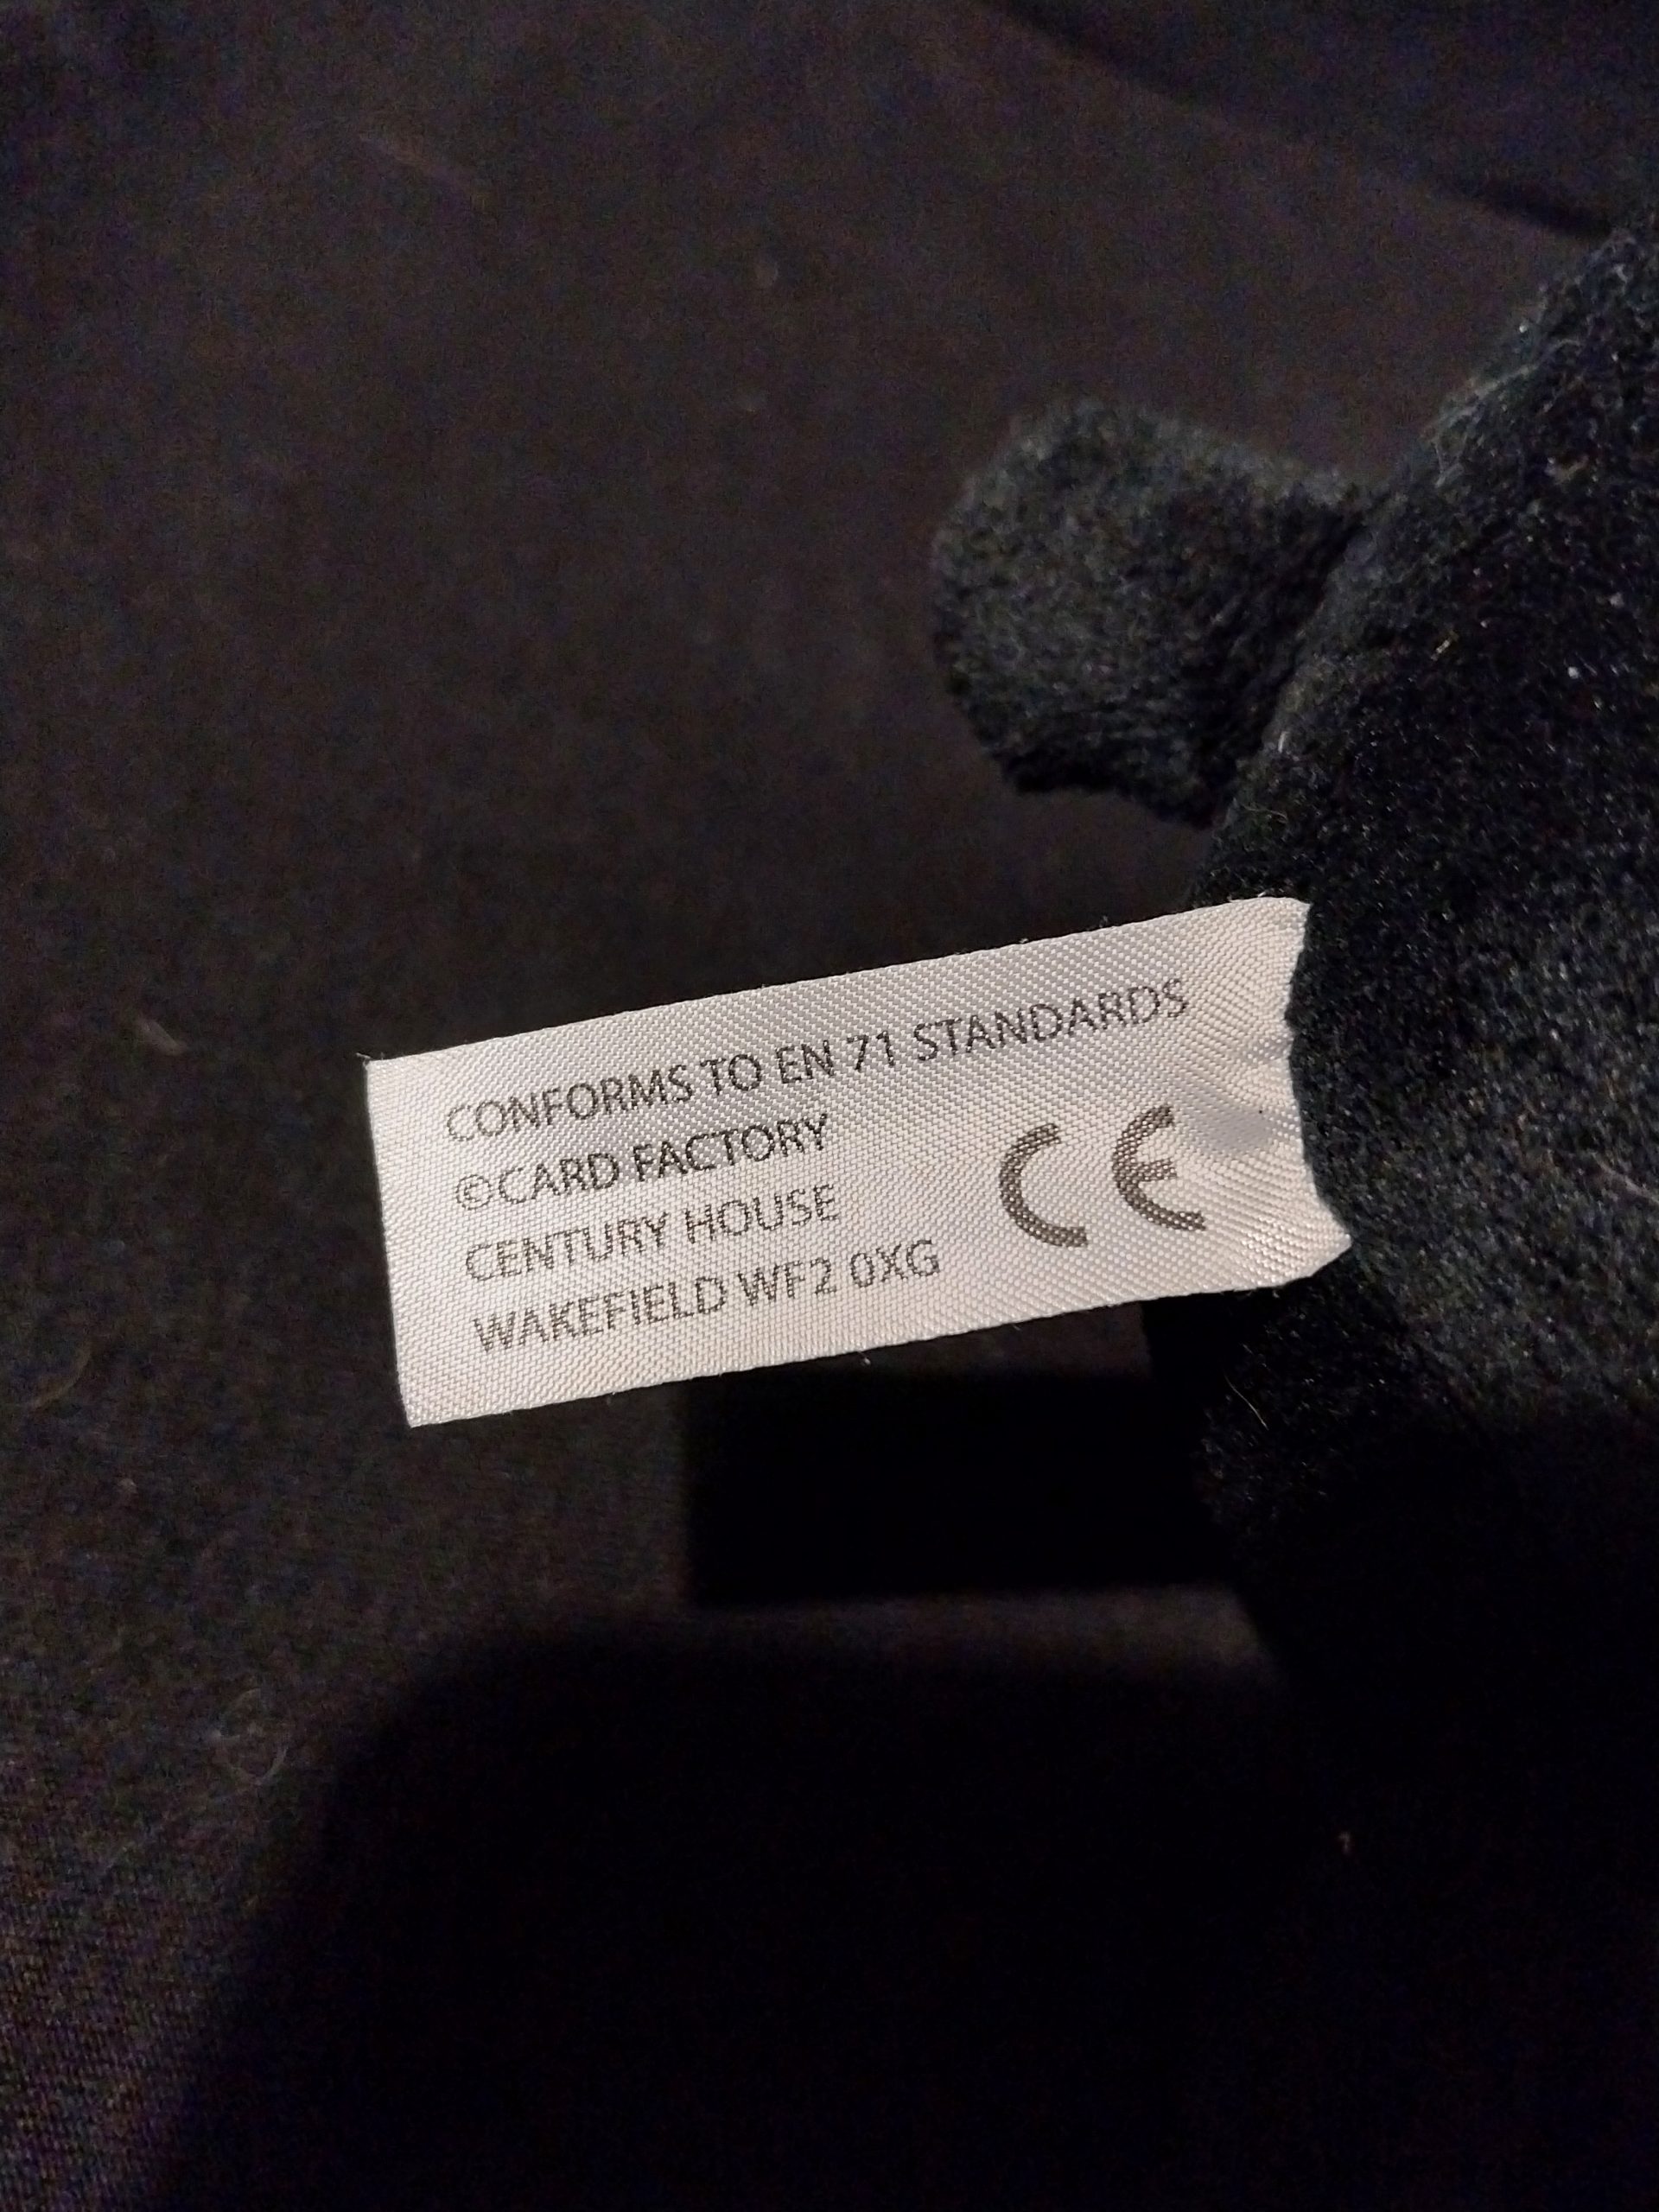 CONFORMS TO EN 71 STANDARDS
©CARD FACTORY
CENTURY HOUSE
WAKEFIELD WF2 0XG
CE